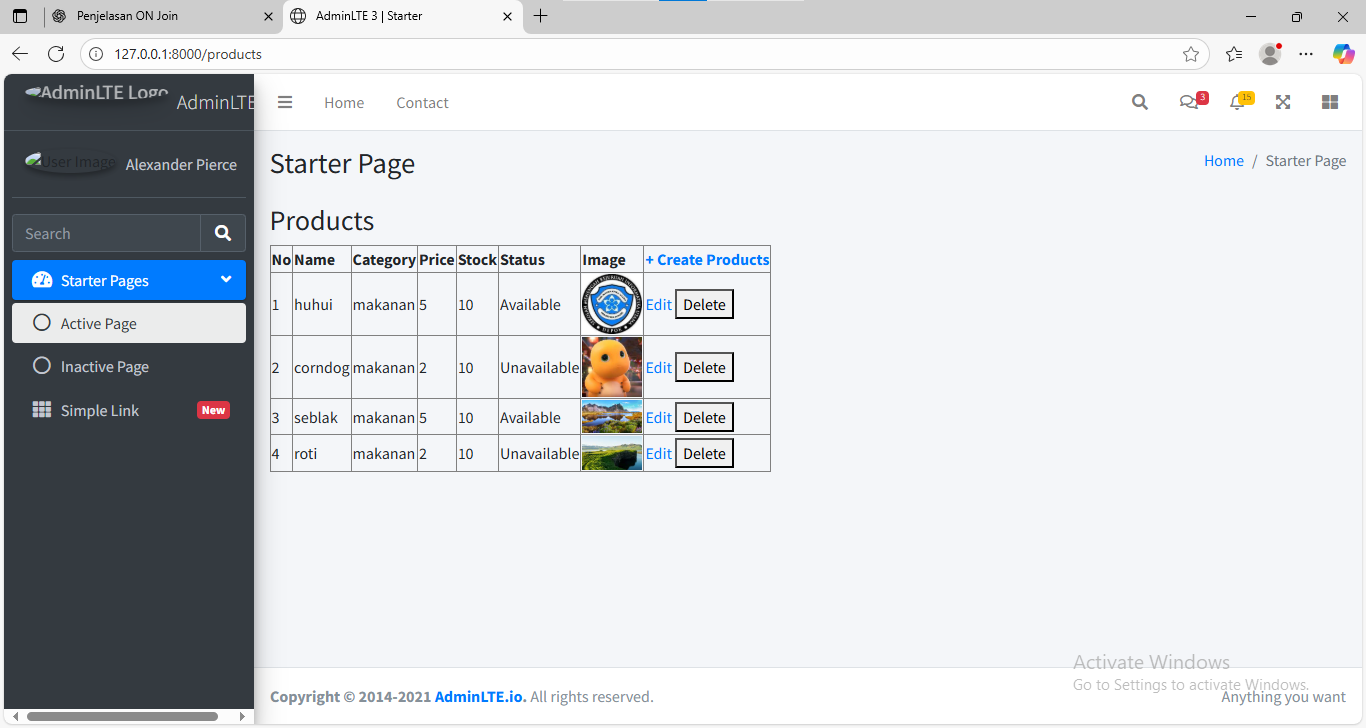 Penjelasan ON Join
AdminLTE 3 | Starter
127.0.0.1:8000/products
AdminLTE Logo AdminLTE
Home Contact
3
15
User Image Alexander Pierce
Search
Starter Pages
Active Page
Inactive Page
Simple Link New
Starter Page
Home / Starter Page
Products
No Name Category Price Stock Status Image + Create Products
1 huhui makanan 5 10 Available Edit Delete
2 corndog makanan 2 10 Unavailable Edit Delete
3 seblak makanan 5 10 Available Edit Delete
4 roti makanan 2 10 Unavailable Edit Delete
Activate Windows
Go to Settings to activate Windows.
Copyright © 2014-2021 AdminLTE.io. All rights reserved.
Anything you want